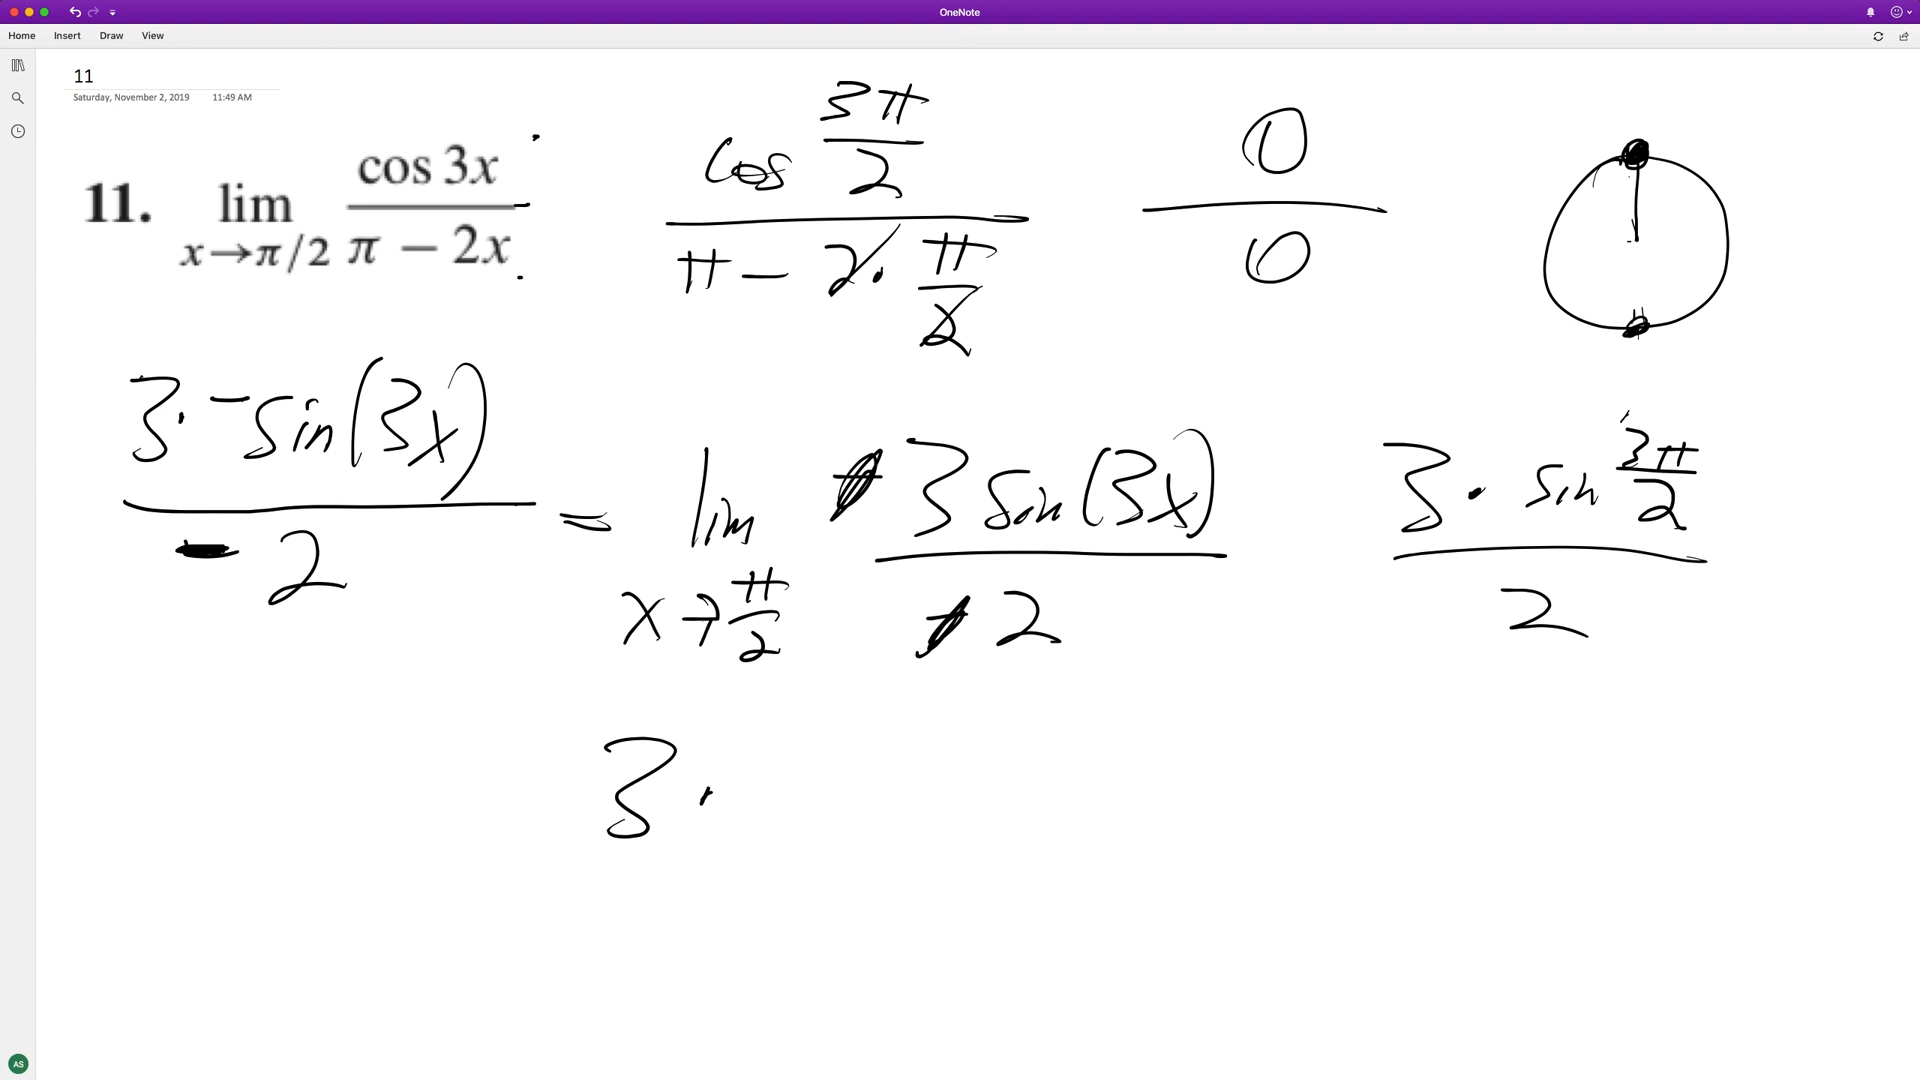 OneNote
Home Insert Draw View
11
Saturday, November 2, 2019 11:49 AM
11. lim x→π/2 cos 3x / π − 2x
cos 3π/2 / π − 2 · π/2
0 / 0
3 · -sin(3x) / -2 = lim x→π/2 3 sin(3x) / 2
3 · sin 3π/2 / 2
3 ·
AS